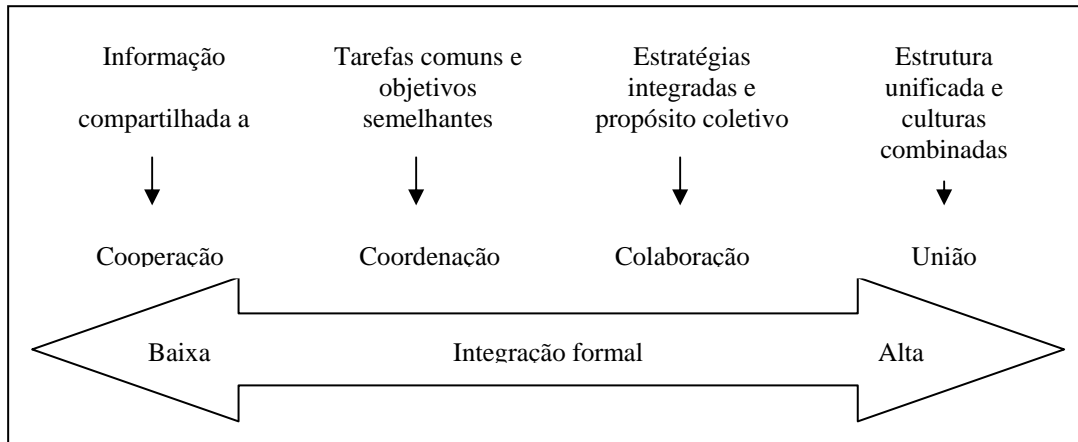 Informação
compartilhada a
Tarefas comuns e
objetivos
semelhantes
Estratégias
integradas e
propósito coletivo
Estrutura
unificada e
culturas
combinadas
Cooperação
Coordenação
Colaboração
União
Baixa
Integração formal
Alta